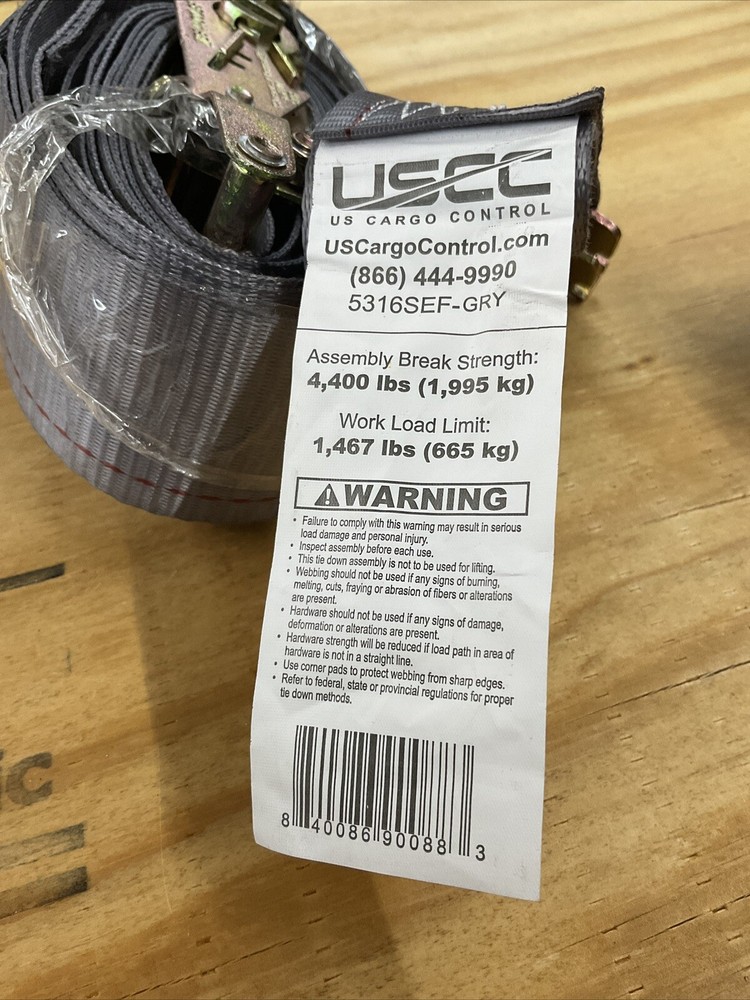 USCC
US CARGO CONTROL
USCargoControl.com
(866) 444-9990
5316SEF-GRY
Assembly Break Strength:
4,400 lbs (1,995 kg)
Work Load Limit:
1,467 lbs (665 kg)
WARNING
• Failure to comply with this warning may result in serious
load damage and personal injury.
• Inspect assembly before each use.
• This tie down assembly is not to be used for lifting.
• Webbing should not be used if any signs of burning,
melting, cuts, fraying or abrasion of fibers or alterations
are present.
• Hardware should not be used if any signs of damage,
deformation or alterations are present.
• Hardware strength will be reduced if load path in area of
hardware is not in a straight line.
• Use corner pads to protect webbing from sharp edges.
• Refer to federal, state or provincial regulations for proper
tie down methods.
8 40086 90088 3
ic